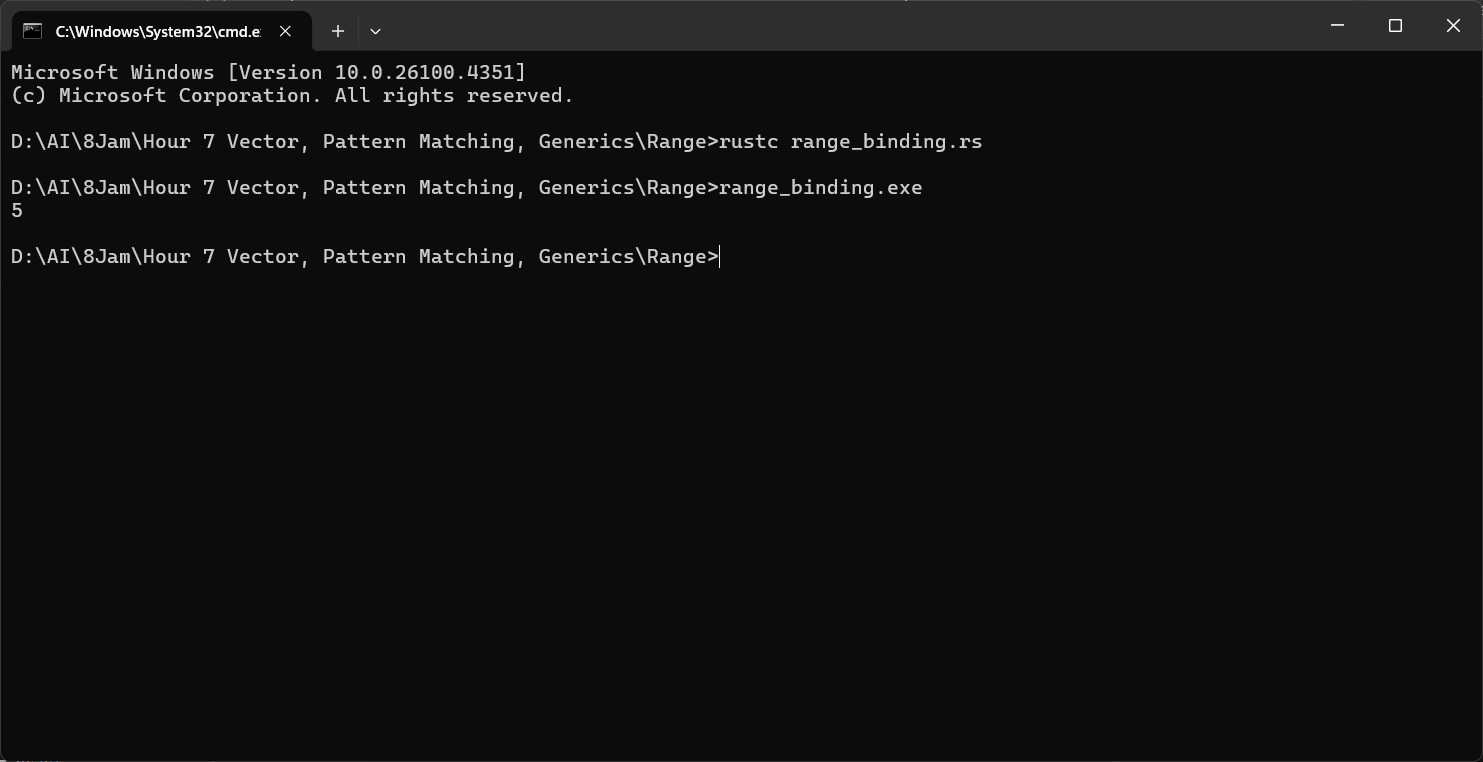 C:\Windows\System32\cmd.e
Microsoft Windows [Version 10.0.26100.4351]
(c) Microsoft Corporation. All rights reserved.
D:\AI\8Jam\Hour 7 Vector, Pattern Matching, Generics\Range>rustc range_binding.rs
D:\AI\8Jam\Hour 7 Vector, Pattern Matching, Generics\Range>range_binding.exe
5
D:\AI\8Jam\Hour 7 Vector, Pattern Matching, Generics\Range>